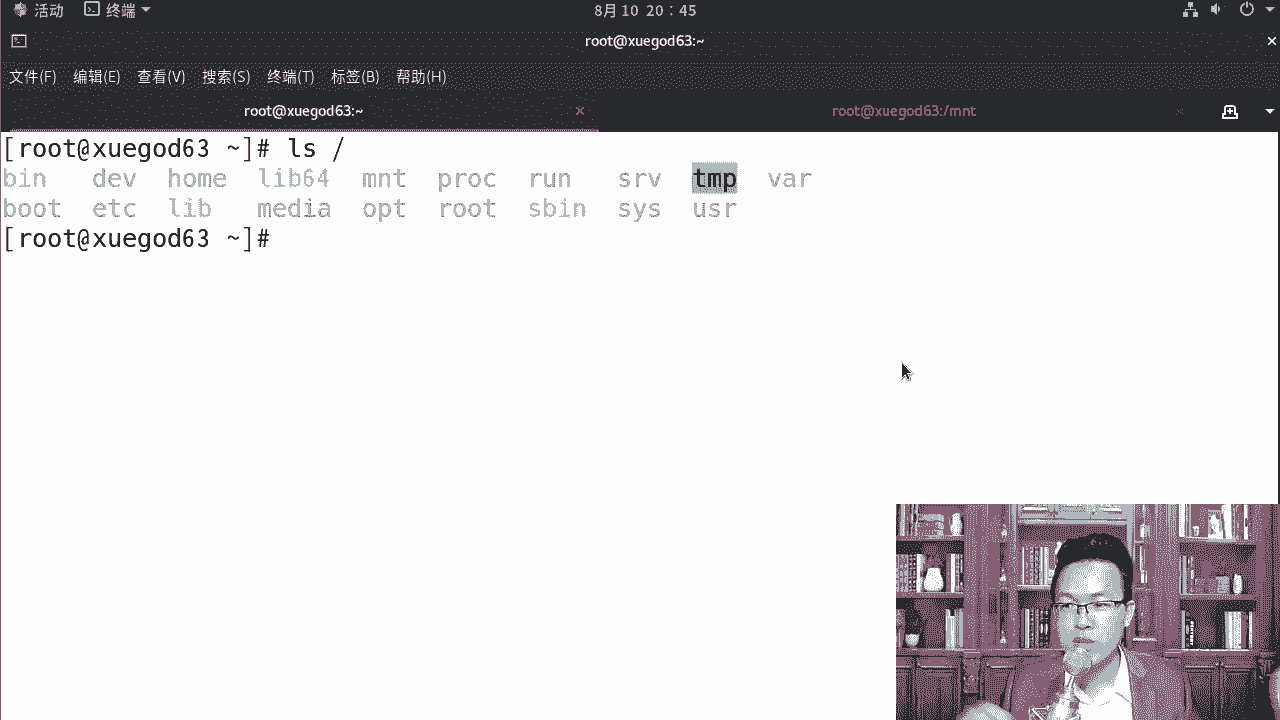 活动 终端 8月 10 20：45
root@xuegod63:~
文件(F) 编辑(E) 查看(V) 搜索(S) 终端(T) 标签(B) 帮助(H)
root@xuegod63:~ root@xuegod63:/mnt
[root@xuegod63 ~]# ls /
bin dev home lib64 mnt proc run srv tmp var
boot etc lib media opt root sbin sys usr
[root@xuegod63 ~]#